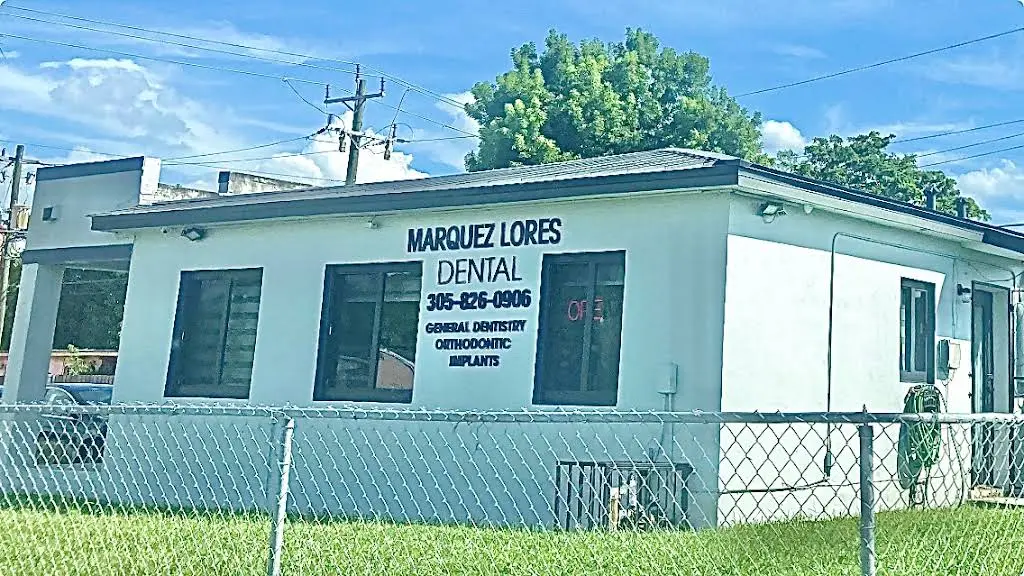 MARQUEZ LORES
DENTAL
305-826-0906
GENERAL DENTISTRY
ORTHODONTIC
IMPLANTS